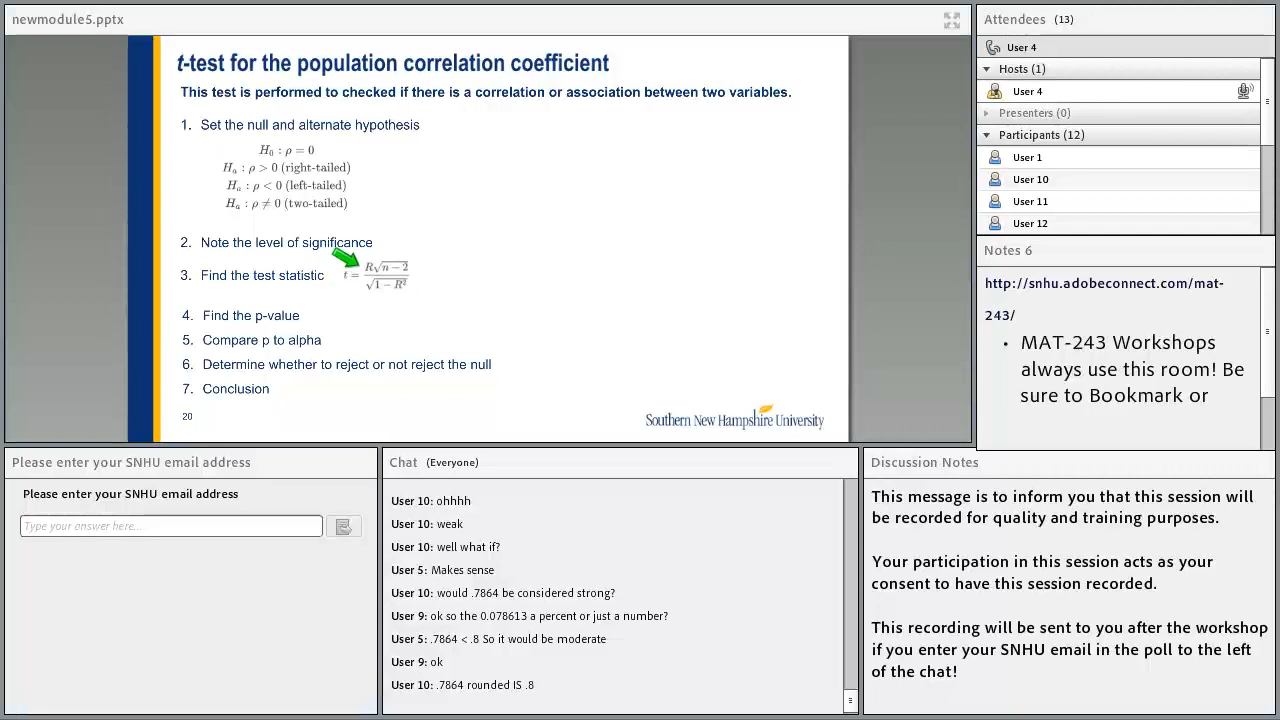 newmodule5.pptx
t-test for the population correlation coefficient
This test is performed to checked if there is a correlation or association between two variables.
1. Set the null and alternate hypothesis
H₀ : ρ = 0
Hₐ : ρ > 0 (right-tailed)
Hₐ : ρ < 0 (left-tailed)
Hₐ : ρ ≠ 0 (two-tailed)
2. Note the level of significance
3. Find the test statistic t = R√n − 2 / √1 − R²
4. Find the p-value
5. Compare p to alpha
6. Determine whether to reject or not reject the null
7. Conclusion
20
Southern New Hampshire University
Attendees (13)
User 4
Hosts (1)
User 4
Presenters (0)
Participants (12)
User 1
User 10
User 11
User 12
Notes 6
http://snhu.adobeconnect.com/mat-
243/
• MAT-243 Workshops
always use this room! Be
sure to Bookmark or
Please enter your SNHU email address
Please enter your SNHU email address
Type your answer here...
Chat (Everyone)
User 10: ohhhh
User 10: weak
User 10: well what if?
User 5: Makes sense
User 10: would .7864 be considered strong?
User 9: ok so the 0.078613 a percent or just a number?
User 5: .7864 < .8 So it would be moderate
User 9: ok
User 10: .7864 rounded IS .8
Discussion Notes
This message is to inform you that this session will
be recorded for quality and training purposes.
Your participation in this session acts as your
consent to have this session recorded.
This recording will be sent to you after the workshop
if you enter your SNHU email in the poll to the left
of the chat!